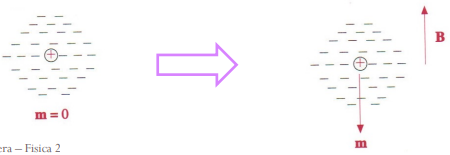 B
m = 0
m
era – Fisica 2